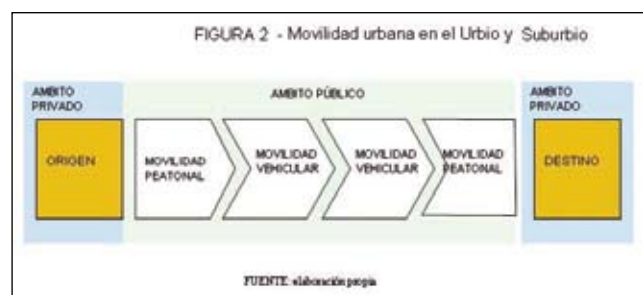 FIGURA 2 - Movilidad urbana en el Urbio y Suburbio
AMBITO PRIVADO
AMBITO PÚBLICO
AMBITO PRIVADO
ORIGEN
MOVILIDAD PEATONAL
MOVILIDAD VEHICULAR
MOVILIDAD VEHICULAR
MOVILIDAD PEATONAL
DESTINO
FUENTE: elaboración propia